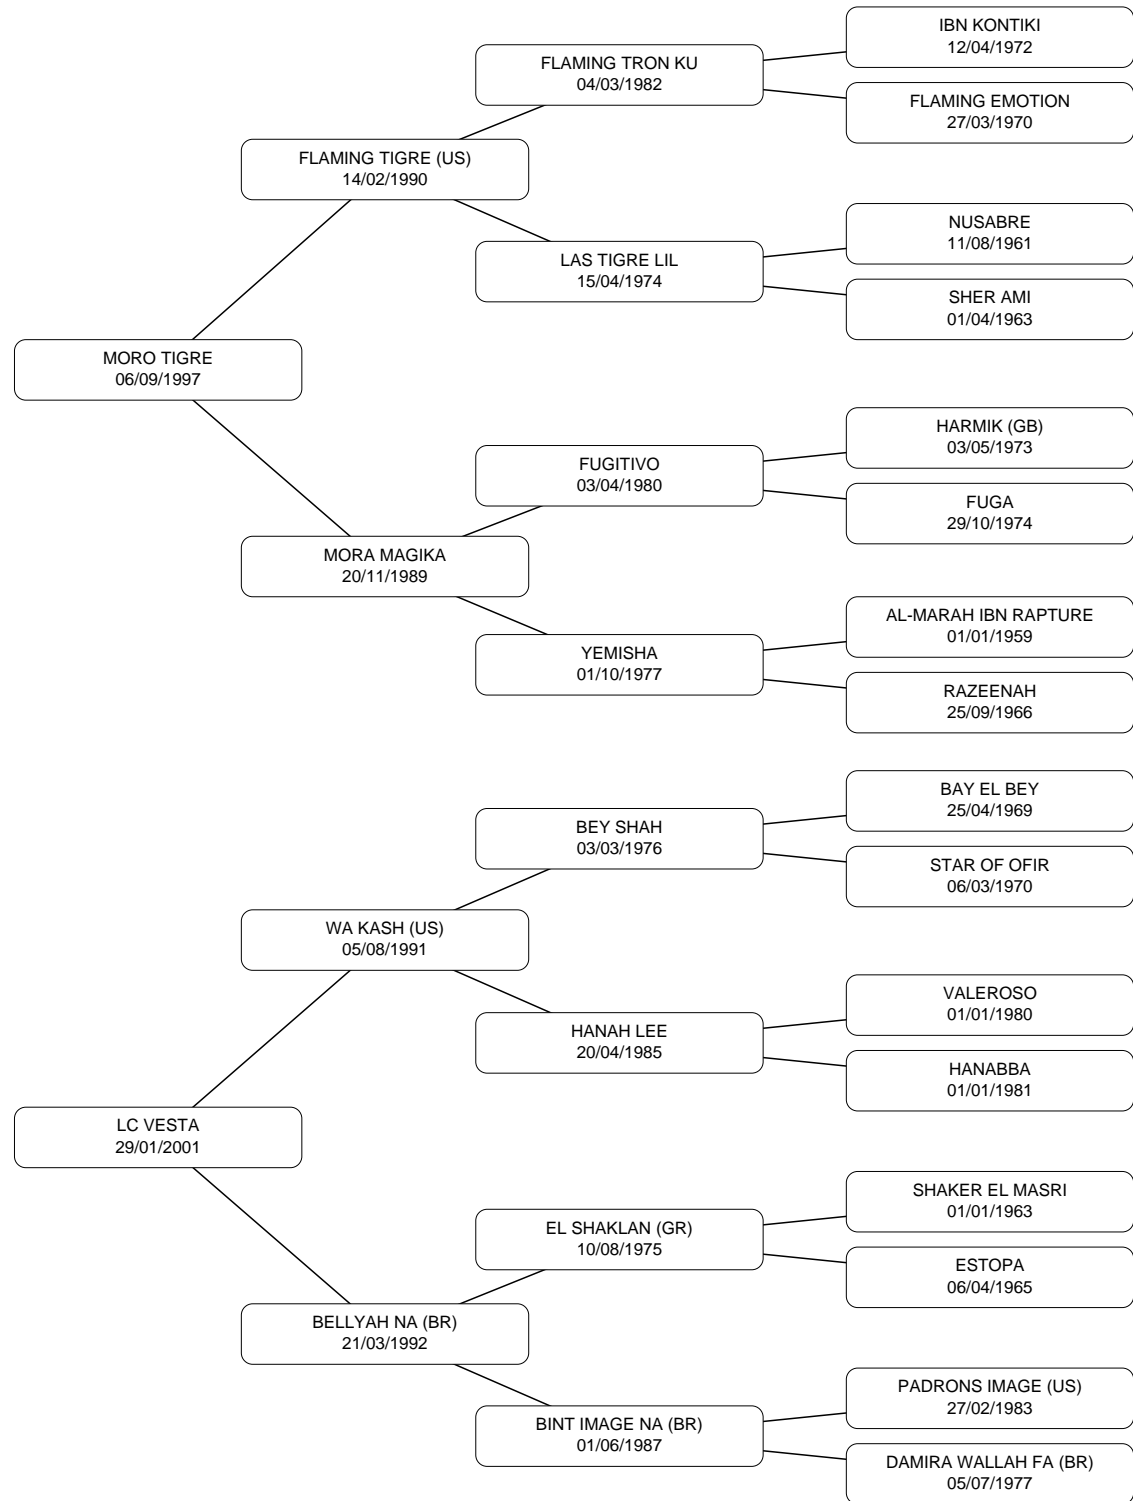 IBN KONTIKI
12/04/1972
FLAMING TRON KU
04/03/1982
FLAMING EMOTION
27/03/1970
FLAMING TIGRE (US)
14/02/1990
NUSABRE
11/08/1961
LAS TIGRE LIL
15/04/1974
SHER AMI
01/04/1963
MORO TIGRE
06/09/1997
HARMIK (GB)
03/05/1973
FUGITIVO
03/04/1980
FUGA
29/10/1974
MORA MAGIKA
20/11/1989
AL-MARAH IBN RAPTURE
01/01/1959
YEMISHA
01/10/1977
RAZEENAH
25/09/1966
BAY EL BEY
25/04/1969
BEY SHAH
03/03/1976
STAR OF OFIR
06/03/1970
WA KASH (US)
05/08/1991
VALEROSO
01/01/1980
HANAH LEE
20/04/1985
HANABBA
01/01/1981
LC VESTA
29/01/2001
SHAKER EL MASRI
01/01/1963
EL SHAKLAN (GR)
10/08/1975
ESTOPA
06/04/1965
BELLYAH NA (BR)
21/03/1992
PADRONS IMAGE (US)
27/02/1983
BINT IMAGE NA (BR)
01/06/1987
DAMIRA WALLAH FA (BR)
05/07/1977